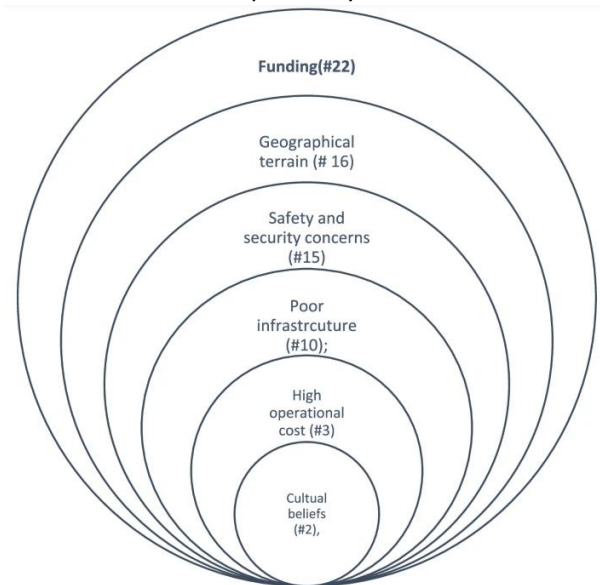 Funding(#22)
Geographical
terrain (# 16)
Safety and
security concerns
(#15)
Poor
infrastrcuture
(#10);
High
operational
cost (#3)
Cultual
beliefs
(#2),